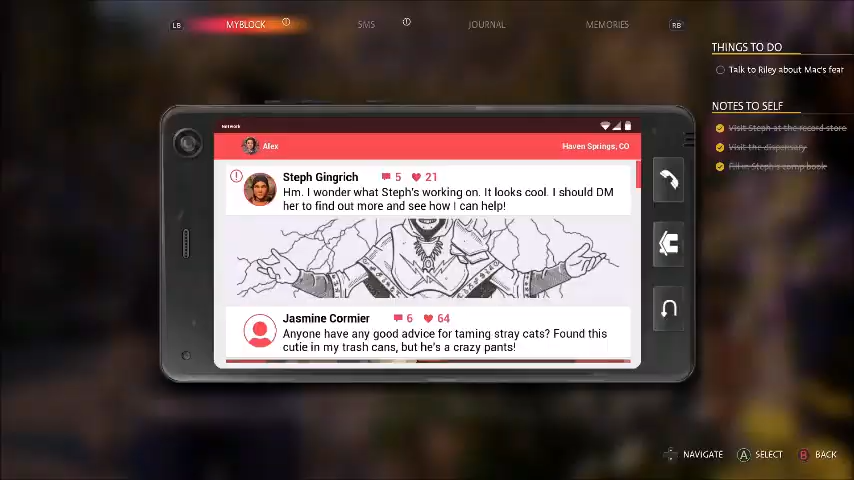 LB
MYBLOCK
SMS
JOURNAL
MEMORIES
RB
THINGS TO DO
Talk to Riley about Mac's fear
NOTES TO SELF
Visit Steph at the record store
Visit the dispensary
Fill in Steph's comp book
Network
Alex
Haven Springs, CO
Steph Gingrich 5 21
Hm. I wonder what Steph's working on. It looks cool. I should DM
her to find out more and see how I can help!
Jasmine Cormier 6 64
Anyone have any good advice for taming stray cats? Found this
cutie in my trash cans, but he's a crazy pants!
NAVIGATE
A SELECT
B BACK